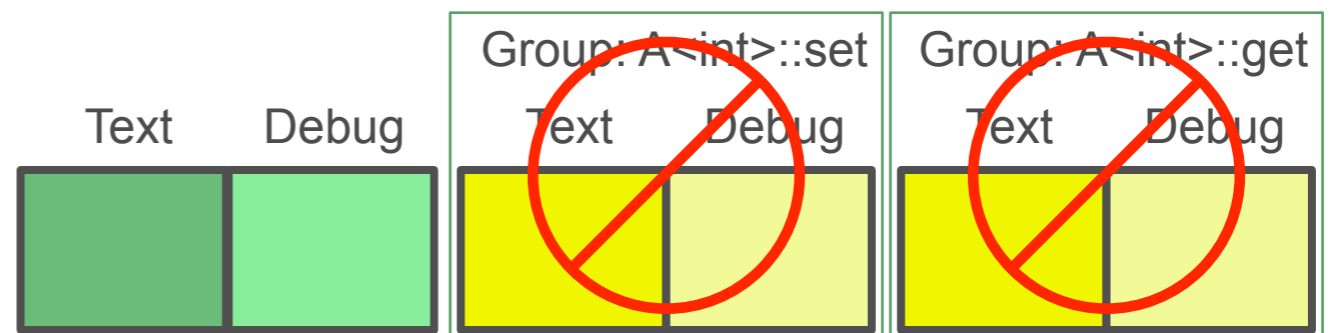 Group: A<int>::set
Group: A<int>::get
Text Debug
Text Debug
Text Debug